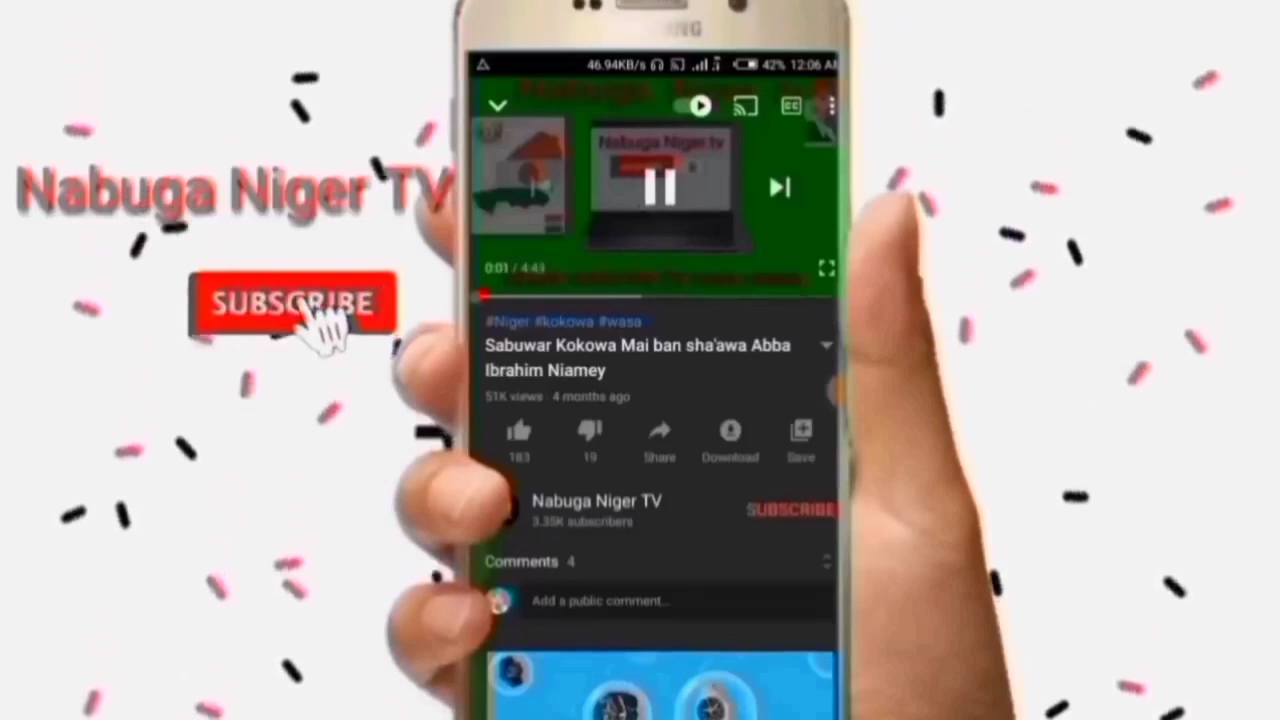 Nabuga Niger TV
SUBSCRIBE
46.94KB/s 42% 12:06 AM
CC
Nabuga Niger.tv
0:01 / 4:43
#Niger #kokowa #wasa
Sabuwar Kokowa Mai ban sha'awa Abba
Ibrahim Niamey
51K views · 4 months ago
183 19 Share Download Save
Nabuga Niger TV SUBSCRIBE
3.35K subscribers
Comments 4
Add a public comment...